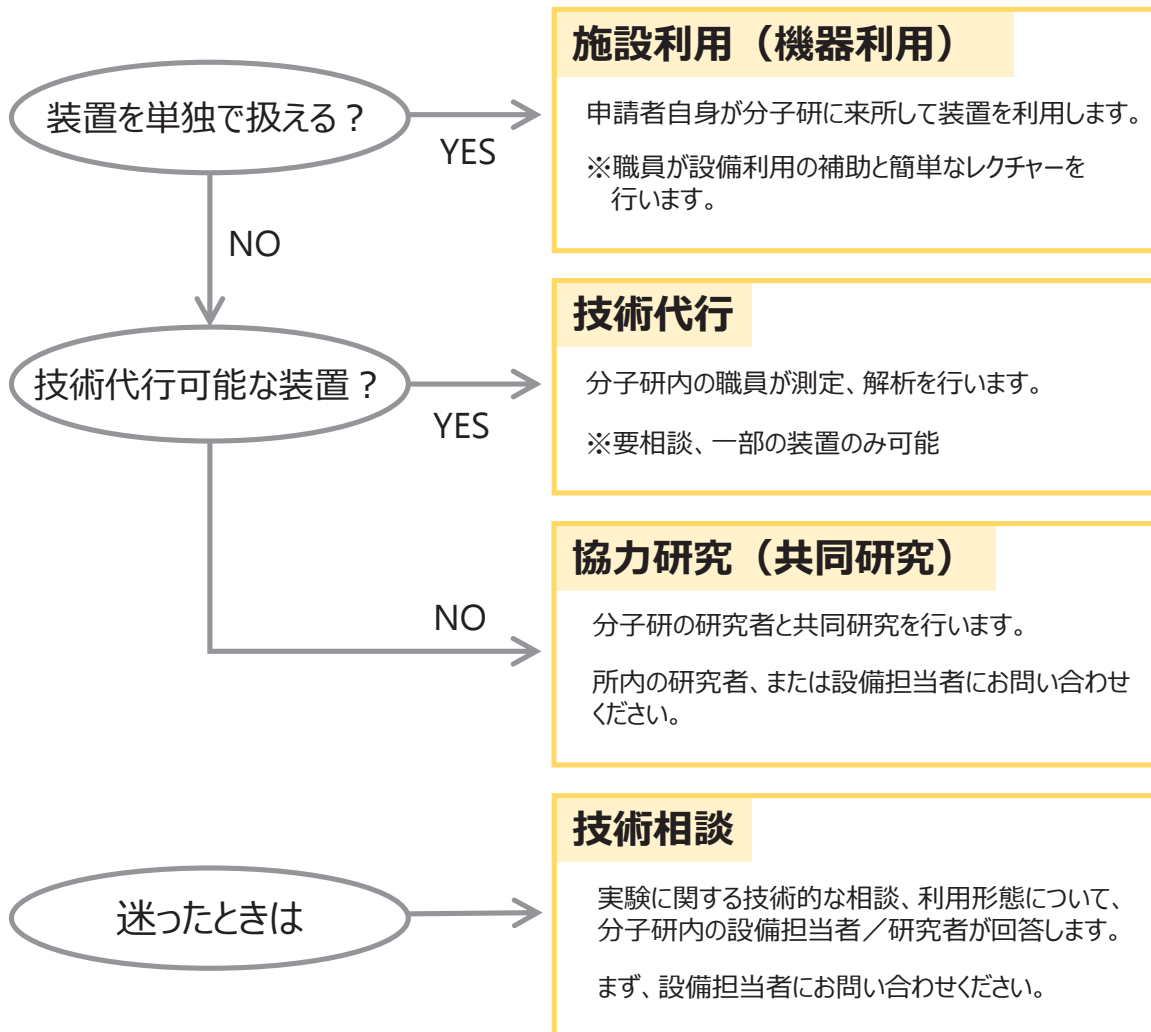 施設利用（機器利用）
装置を単独で扱える？
YES
申請者自身が分子研に来所して装置を利用します。
※職員が設備利用の補助と簡単なレクチャーを
行います。
NO
技術代行
技術代行可能な装置？
YES
分子研内の職員が測定、解析を行います。
※要相談、一部の装置のみ可能
協力研究（共同研究）
NO
分子研の研究者と共同研究を行います。
所内の研究者、または設備担当者にお問い合わせ
ください。
技術相談
迷ったときは
実験に関する技術的な相談、利用形態について、
分子研内の設備担当者／研究者が回答します。
まず、設備担当者にお問い合わせください。